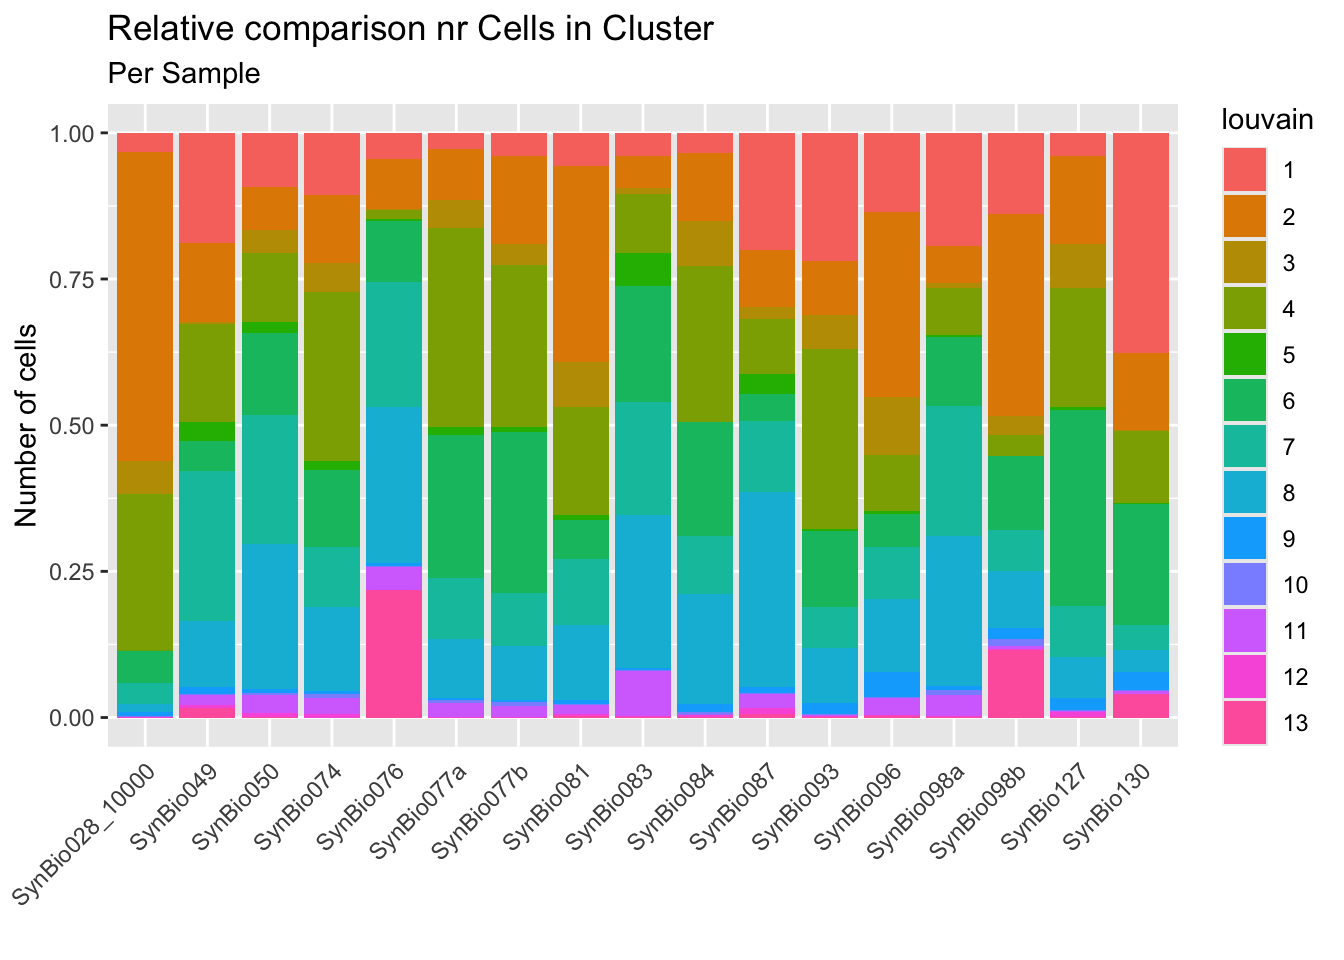 Relative comparison nr Cells in Cluster
Per Sample
Number of cells
1.00
0.75
0.50
0.25
0.00
SynBio028_10000
SynBio049
SynBio050
SynBio074
SynBio076
SynBio077a
SynBio077b
SynBio081
SynBio083
SynBio084
SynBio087
SynBio093
SynBio096
SynBio098a
SynBio098b
SynBio127
SynBio130
louvain
1
2
3
4
5
6
7
8
9
10
11
12
13